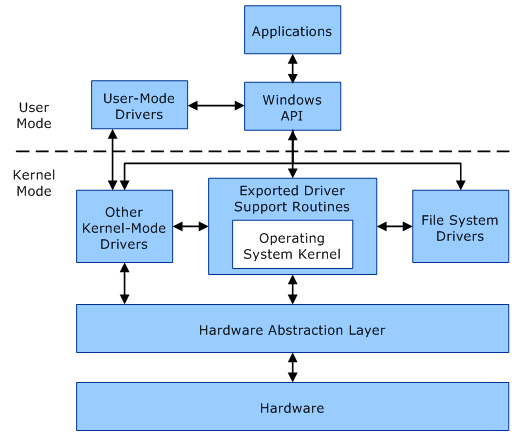 Applications
User-Mode
Drivers
Windows
API
User
Mode
Kernel
Mode
Other
Kernel-Mode
Drivers
Exported Driver
Support Routines
Operating
System Kernel
File System
Drivers
Hardware Abstraction Layer
Hardware